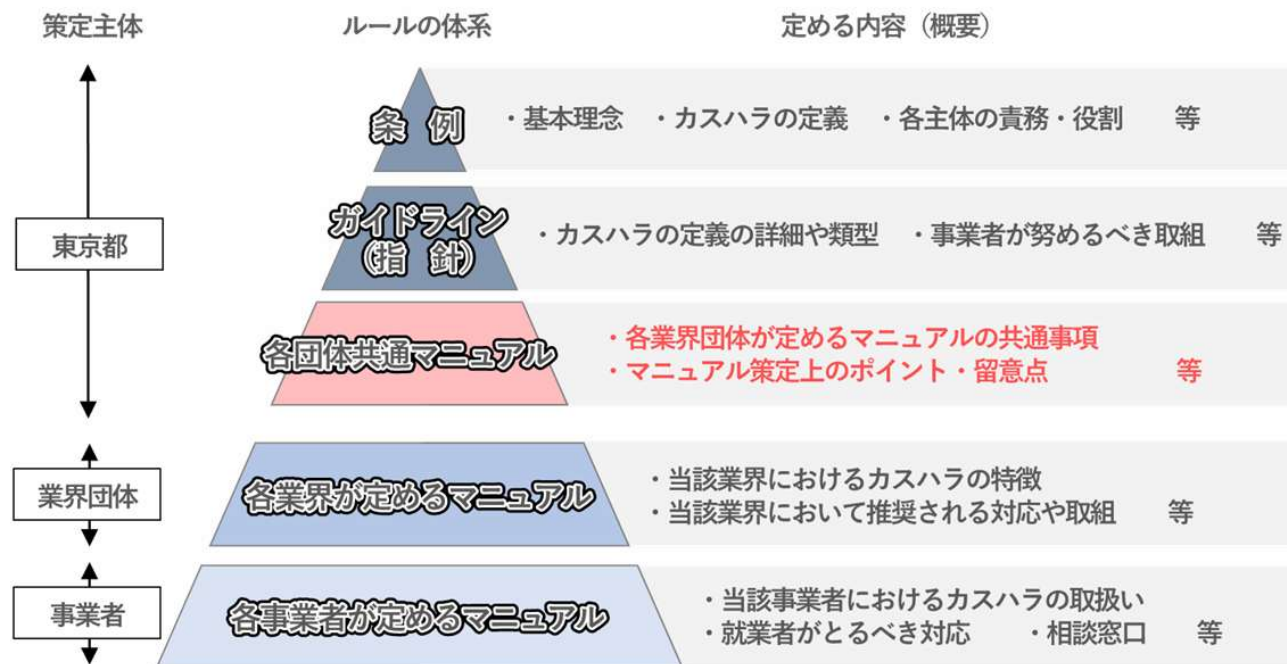 策定主体 ルールの体系 定める内容（概要）
条 例 ・基本理念 ・カスハラの定義 ・各主体の責務・役割 等
東京都
ガイドライン
（指 針）
・カスハラの定義の詳細や類型 ・事業者が努めるべき取組 等
各団体共通マニュアル
・各業界団体が定めるマニュアルの共通事項
・マニュアル策定上のポイント・留意点 等
業界団体
各業界が定めるマニュアル
・当該業界におけるカスハラの特徴
・当該業界において推奨される対応や取組 等
事業者
各事業者が定めるマニュアル
・当該事業者におけるカスハラの取扱い
・就業者がとるべき対応 ・相談窓口 等